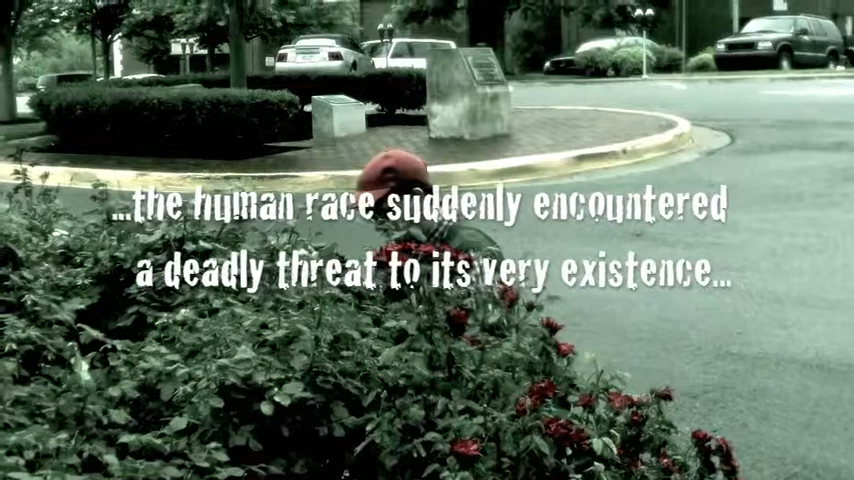 ...the human race suddenly encountered
a deadly threat to its very existence...